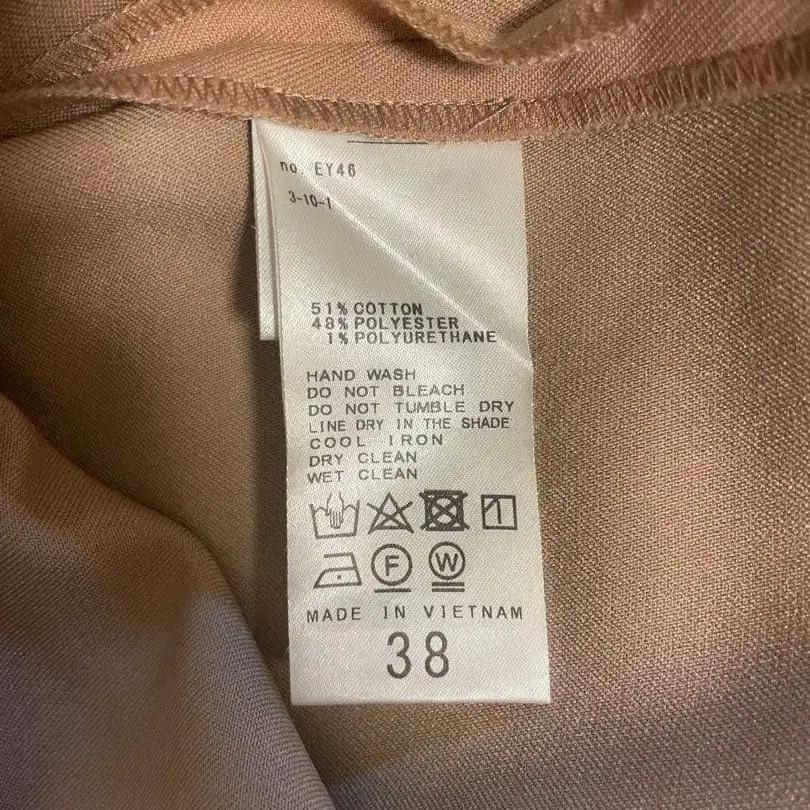 no. EY46
3-10-1
51% COTTON
48% POLYESTER
1% POLYURETHANE
HAND WASH
DO NOT BLEACH
DO NOT TUMBLE DRY
LINE DRY IN THE SHADE
COOL IRON
DRY CLEAN
WET CLEAN
F W
MADE IN VIETNAM
38